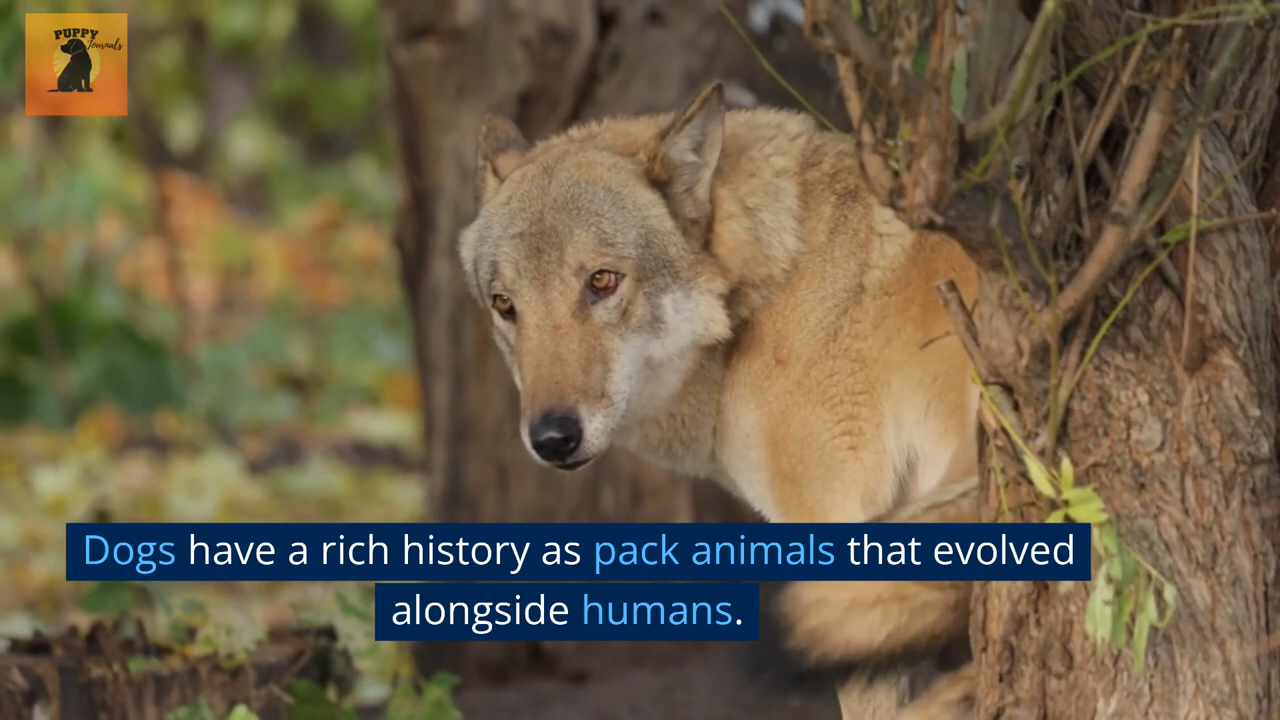 PUPPY
Journals
Dogs have a rich history as pack animals that evolved
alongside humans.